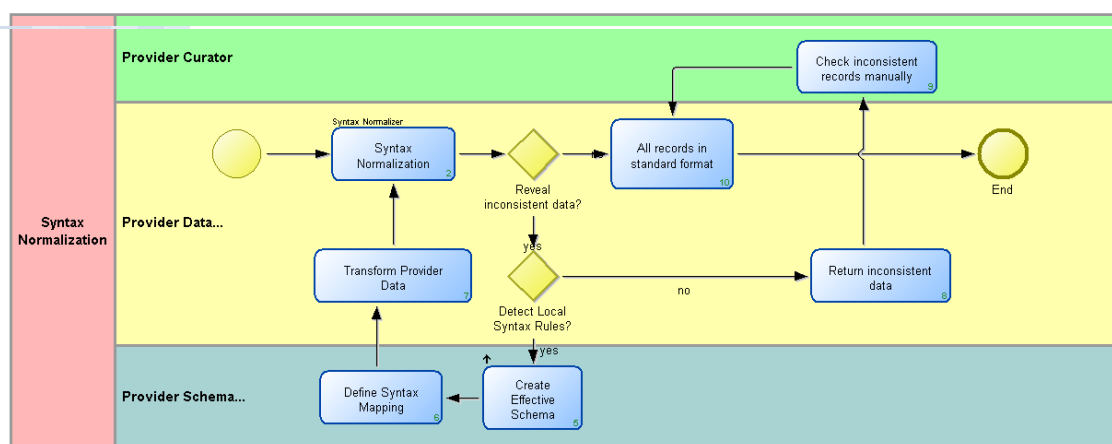 Provider Curator
Check inconsistent
records manually
9
Syntax Normalizer
Syntax
Normalization
2
All records in
standard format
10
Reveal
inconsistent data?
End
yes
Syntax
Normalization
Provider Data...
Transform Provider
Data
7
Return inconsistent
data
8
no
Detect Local
Syntax Rules?
yes
Provider Schema...
Define Syntax
Mapping
6
Create
Effective
Schema
5